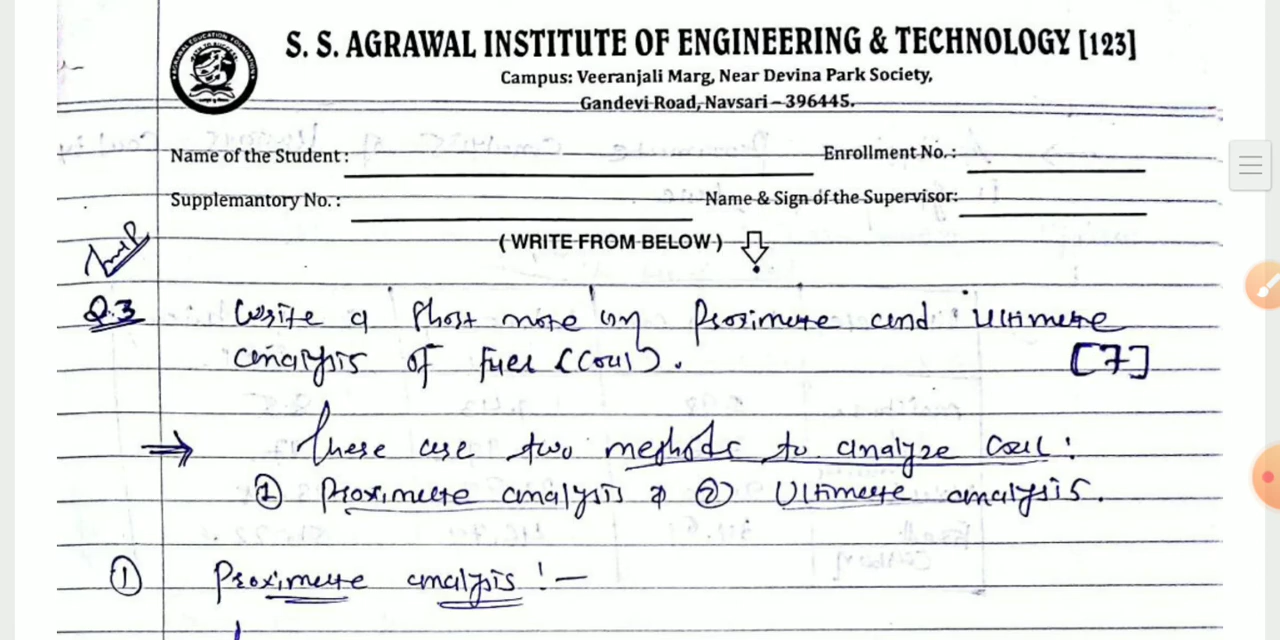 S. S. AGRAWAL INSTITUTE OF ENGINEERING & TECHNOLOGY [123]
Campus: Veeranjali Marg, Near Devina Park Society,
Gandevi Road, Navsari – 396445.
Name of the Student : Enrollment No. :
Supplemantory No. : Name & Sign of the Supervisor:
( WRITE FROM BELOW )
Imp
Q.3 Write a short note on Proximate and Ultimate
analysis of fuel (Coal). [7]
⇒ These are two methods to analyze coal :
① Proximate analysis & ② Ultimate analysis.
① Proximate analysis :-